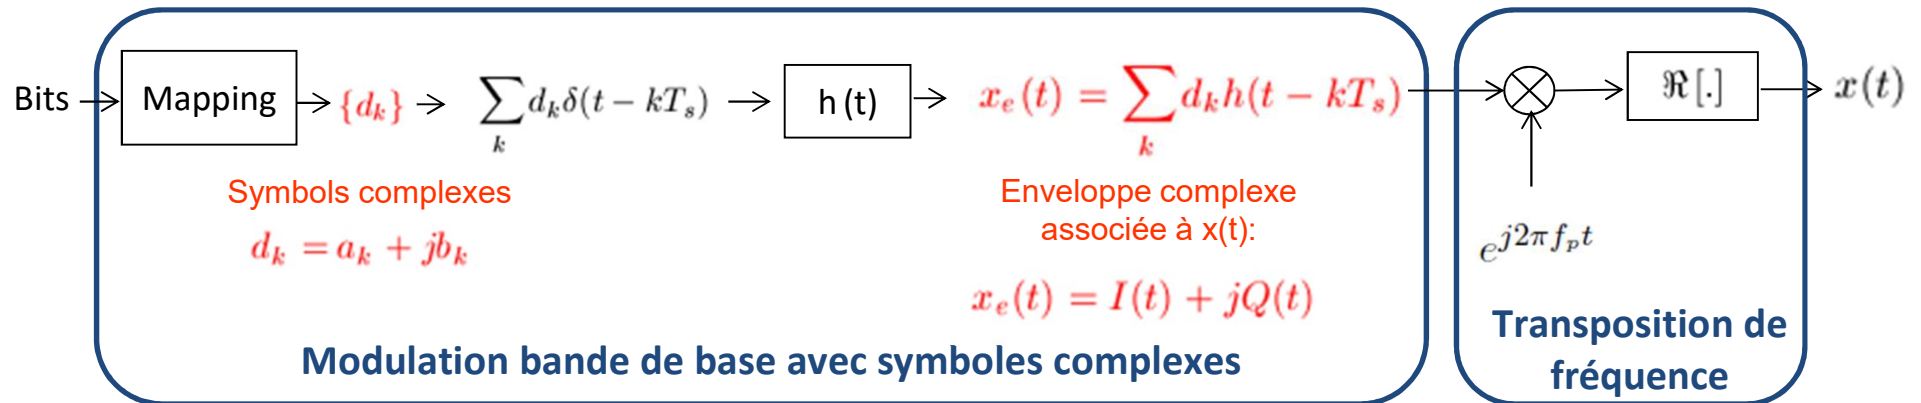 Bits
Mapping
{d_k}
∑_k d_k δ(t − kT_s)
h (t)
x_e(t) = ∑_k d_k h(t − kT_s)
ℜ[.]
x(t)
Symbols complexes
d_k = a_k + jb_k
Enveloppe complexe
associée à x(t):
x_e(t) = I(t) + jQ(t)
e^{j2πf_p t}
Modulation bande de base avec symboles complexes
Transposition de
fréquence